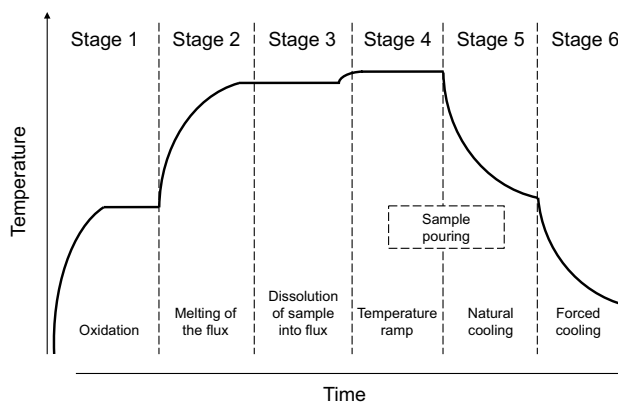 Stage 1
Stage 2
Stage 3
Stage 4
Stage 5
Stage 6
Temperature
Sample
pouring
Oxidation
Melting of
the flux
Dissolution
of sample
into flux
Temperature
ramp
Natural
cooling
Forced
cooling
Time